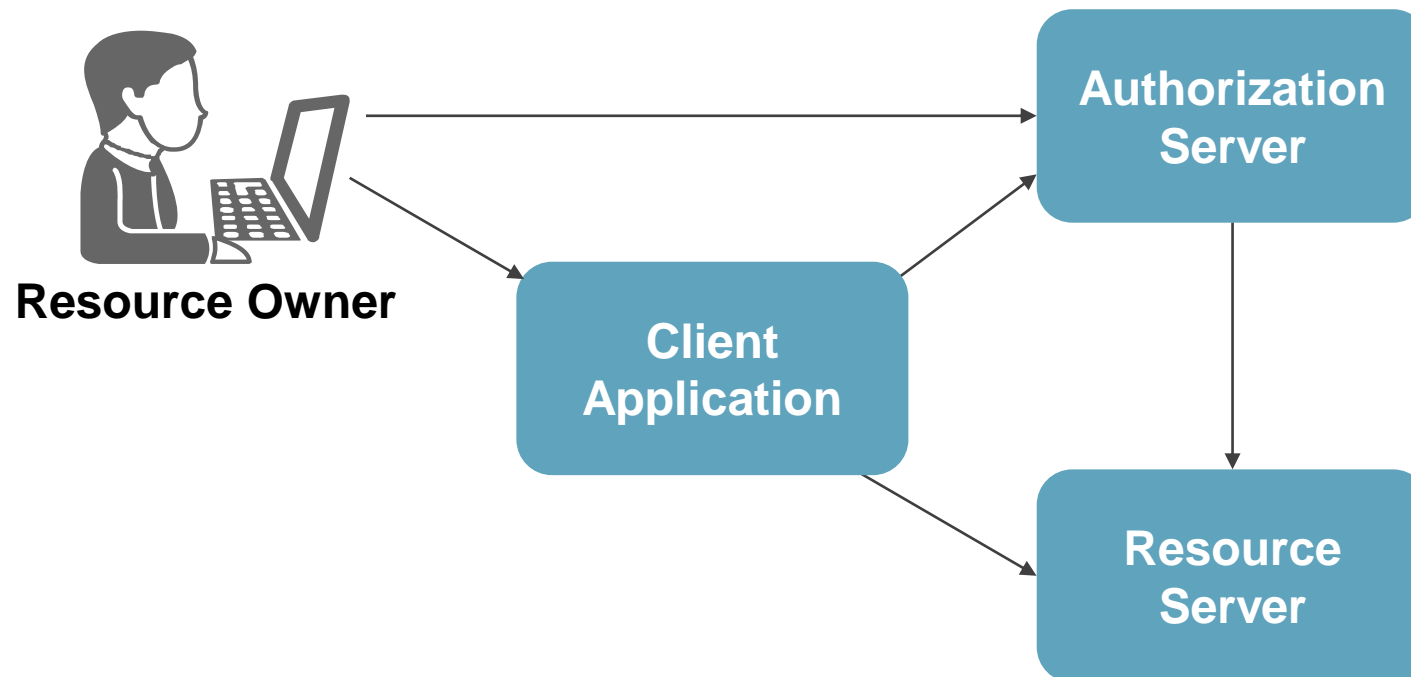 Authorization
Server
Resource Owner
Client
Application
Resource
Server